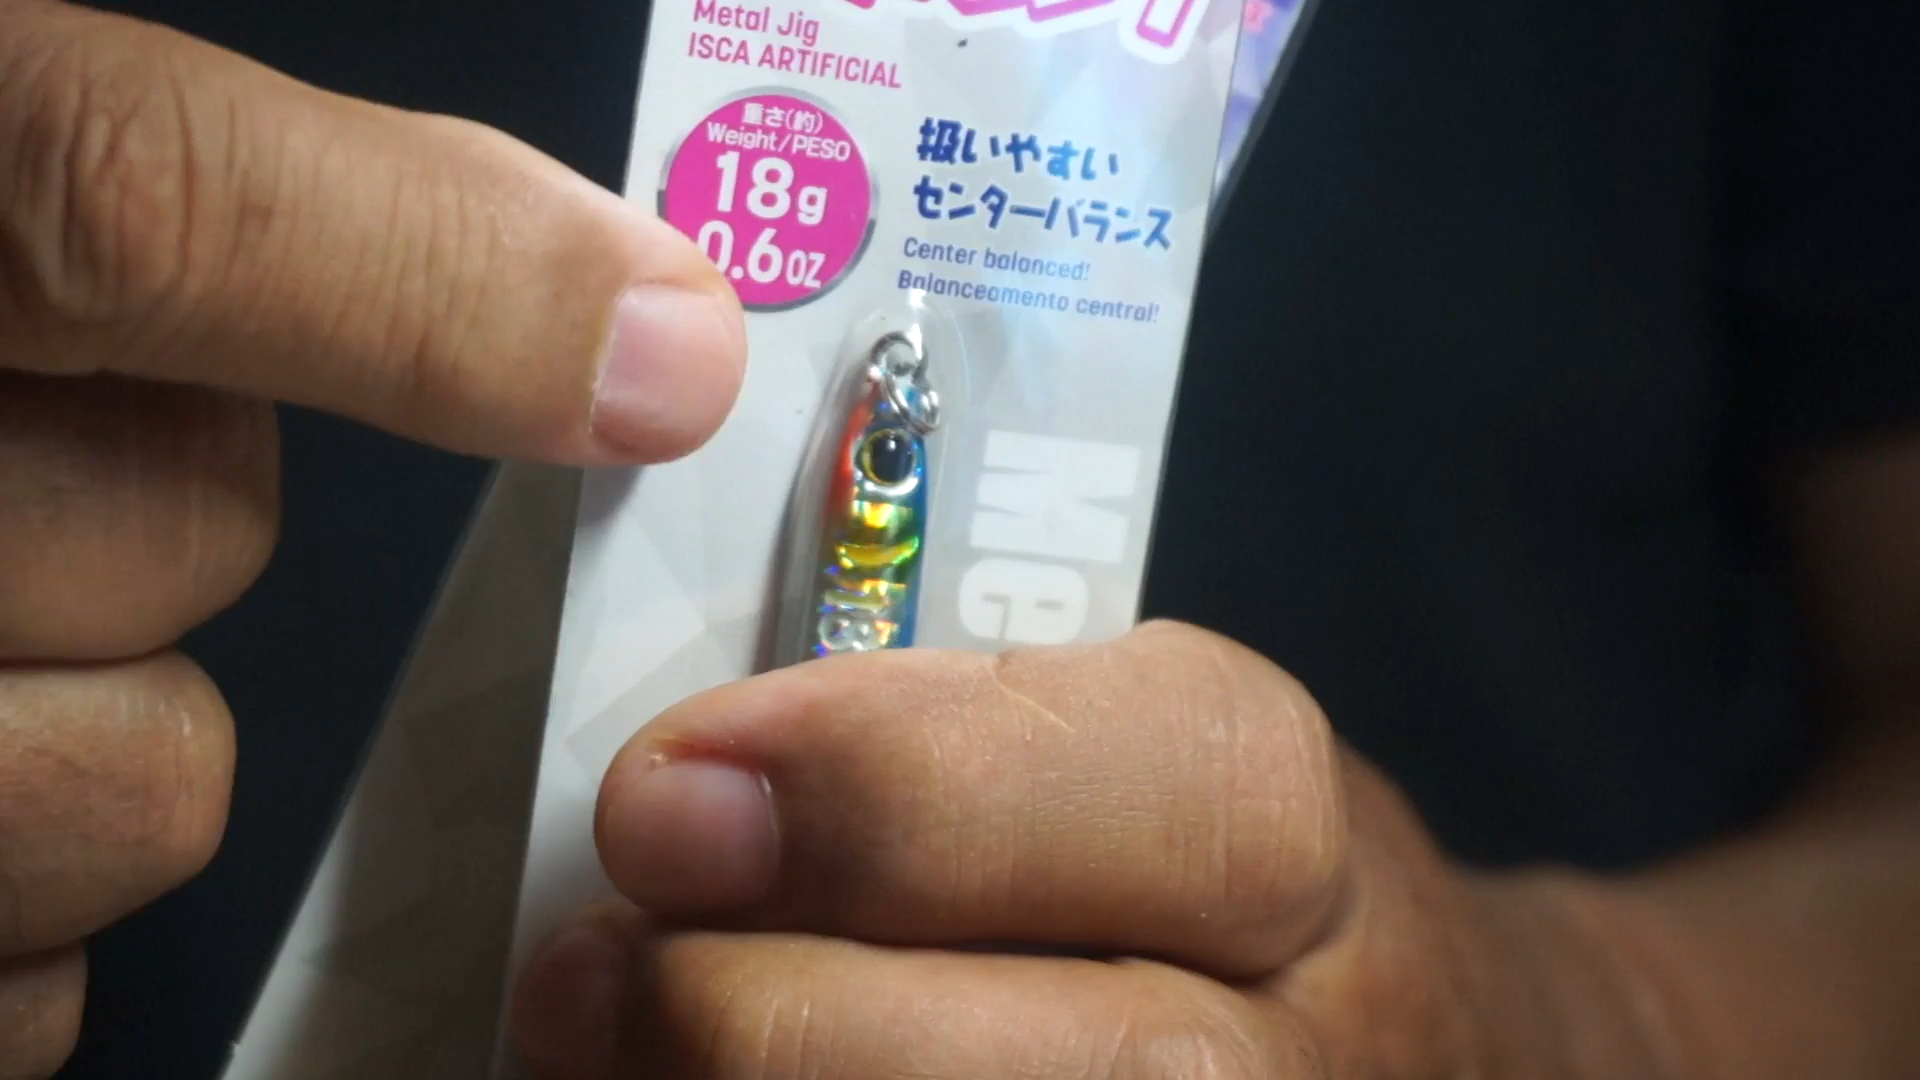 Metal Jig
ISCA ARTIFICIAL
重さ(約)
Weight/PESO
18g
0.6OZ
扱いやすい
センターバランス
Center balanced!
Balanceamento central!
Me